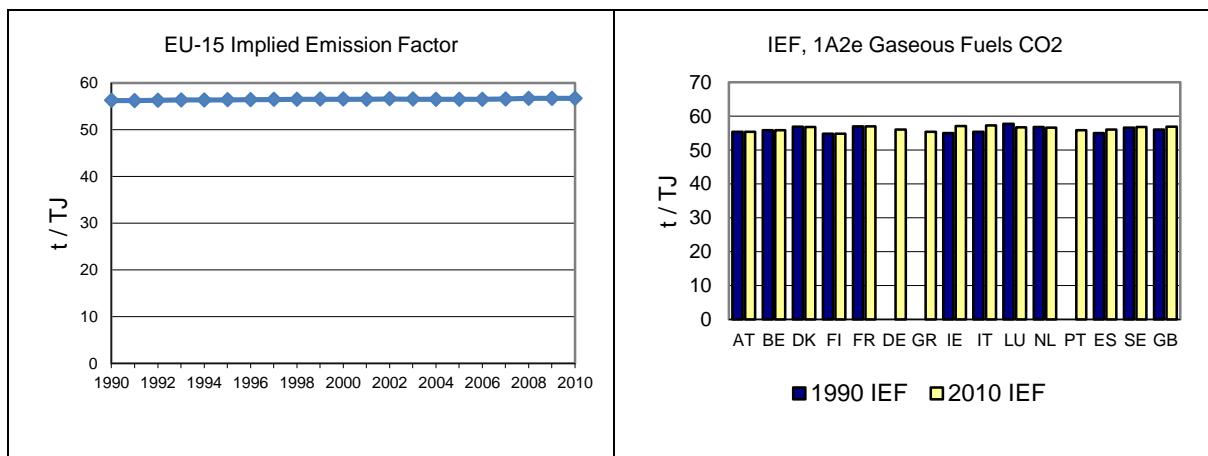 EU-15 Implied Emission Factor
60
50
40
30
20
10
0
t / TJ
1990 1992 1994 1996 1998 2000 2002 2004 2006 2008 2010
IEF, 1A2e Gaseous Fuels CO2
70
60
50
40
30
20
10
0
t / TJ
AT BE DK FI FR DE GR IE IT LU NL PT ES SE GB
1990 IEF 2010 IEF